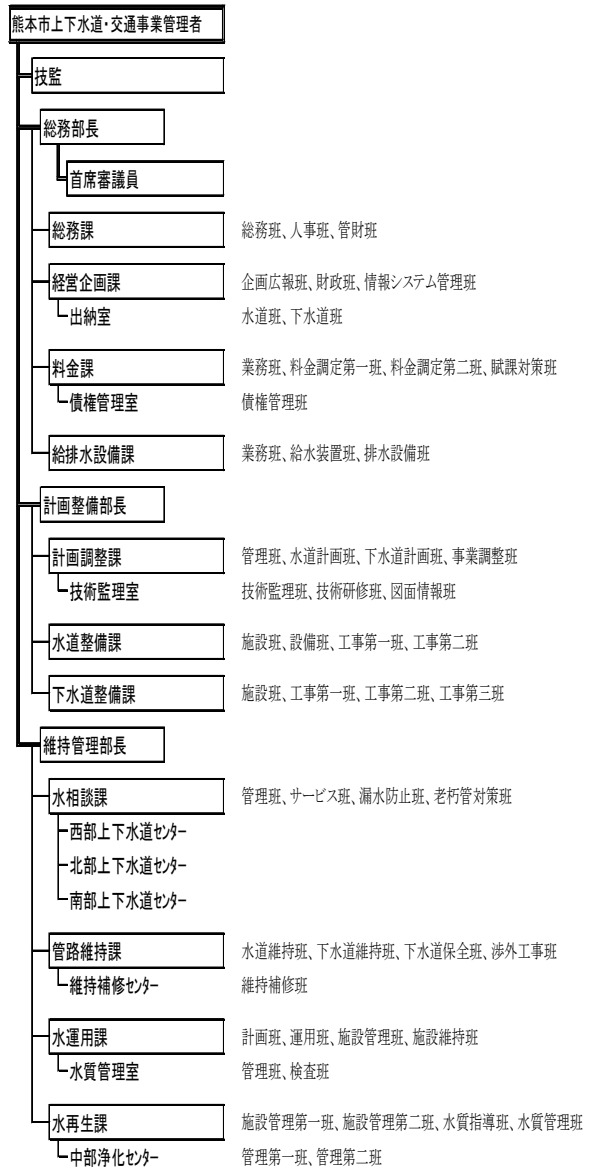 熊本市上下水道・交通事業管理者
技監
総務部長
首席審議員
総務課 総務班、人事班、管財班
経営企画課 企画広報班、財政班、情報システム管理班
出納室 水道班、下水道班
料金課 業務班、料金調定第一班、料金調定第二班、賦課対策班
債権管理室 債権管理班
給排水設備課 業務班、給水装置班、排水設備班
計画整備部長
計画調整課 管理班、水道計画班、下水道計画班、事業調整班
技術監理室 技術監理班、技術研修班、図面情報班
水道整備課 施設班、設備班、工事第一班、工事第二班
下水道整備課 施設班、工事第一班、工事第二班、工事第三班
維持管理部長
水相談課 管理班、サービス班、漏水防止班、老朽管対策班
西部上下水道センター
北部上下水道センター
南部上下水道センター
管路維持課 水道維持班、下水道維持班、下水道保全班、渉外工事班
維持補修センター 維持補修班
水運用課 計画班、運用班、施設管理班、施設維持班
水質管理室 管理班、検査班
水再生課 施設管理第一班、施設管理第二班、水質指導班、水質管理班
中部浄化センター 管理第一班、管理第二班